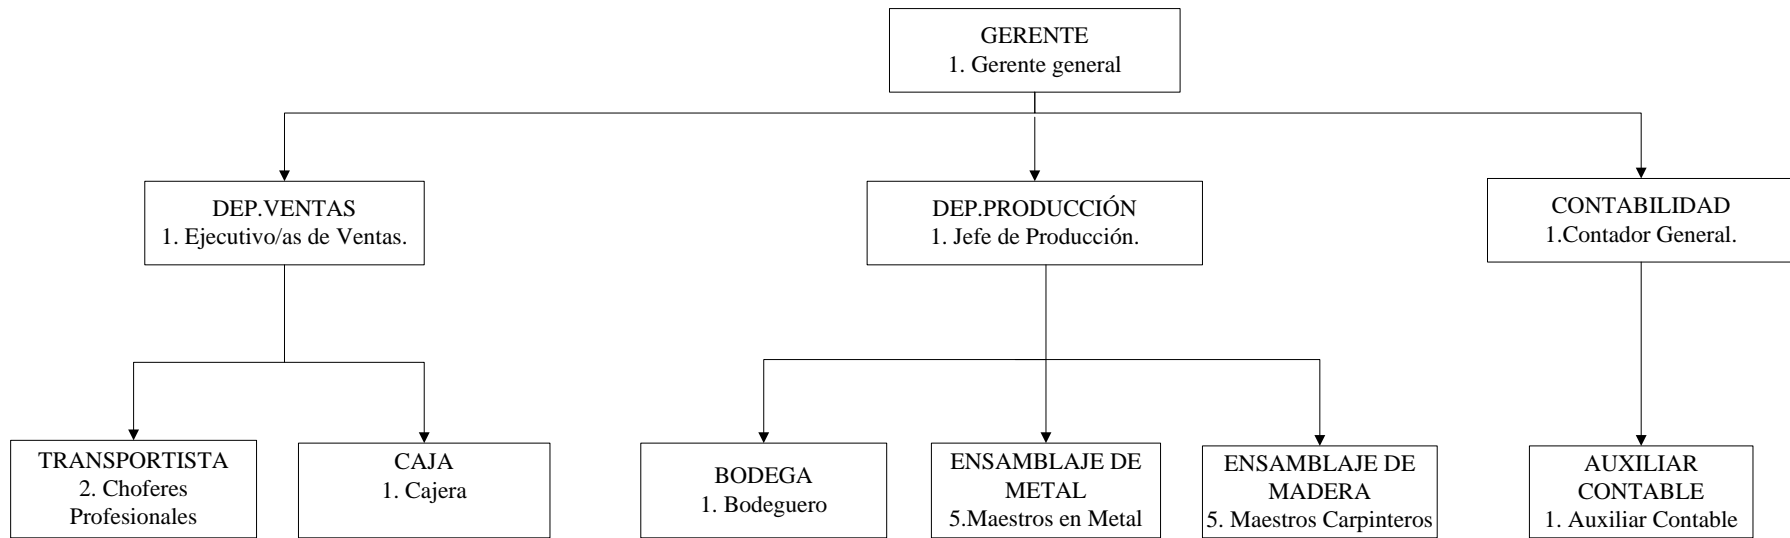 GERENTE
1. Gerente general
DEP.VENTAS
1. Ejecutivo/as de Ventas.
DEP.PRODUCCIÓN
1. Jefe de Producción.
CONTABILIDAD
1.Contador General.
TRANSPORTISTA
2. Choferes
Profesionales
CAJA
1. Cajera
BODEGA
1. Bodeguero
ENSAMBLAJE DE
METAL
5.Maestros en Metal
ENSAMBLAJE DE
MADERA
5. Maestros Carpinteros
AUXILIAR
CONTABLE
1. Auxiliar Contable